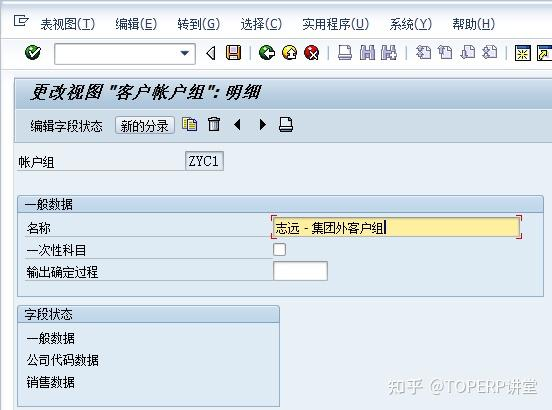 表视图(T) 编辑(E) 转到(G) 选择(C) 实用程序(U) 系统(Y) 帮助(H)
更改视图 "客户帐户组": 明细
编辑字段状态 新的分录
帐户组 ZYC1
一般数据
名称 志远 - 集团外客户组
一次性科目
输出确定过程
字段状态
一般数据
公司代码数据
销售数据
知乎 @TOPERP讲堂